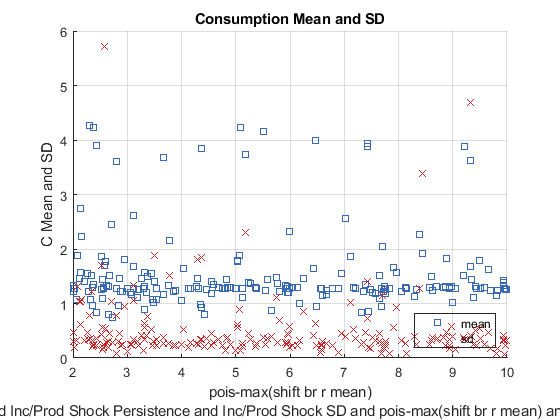 Consumption Mean and SD
C Mean and SD
6
5
4
3
2
1
0
2
3
4
5
6
7
8
9
10
mean
sd
pois-max(shift br r mean)
d Inc/Prod Shock Persistence and Inc/Prod Shock SD and pois-max(shift br r mean) an